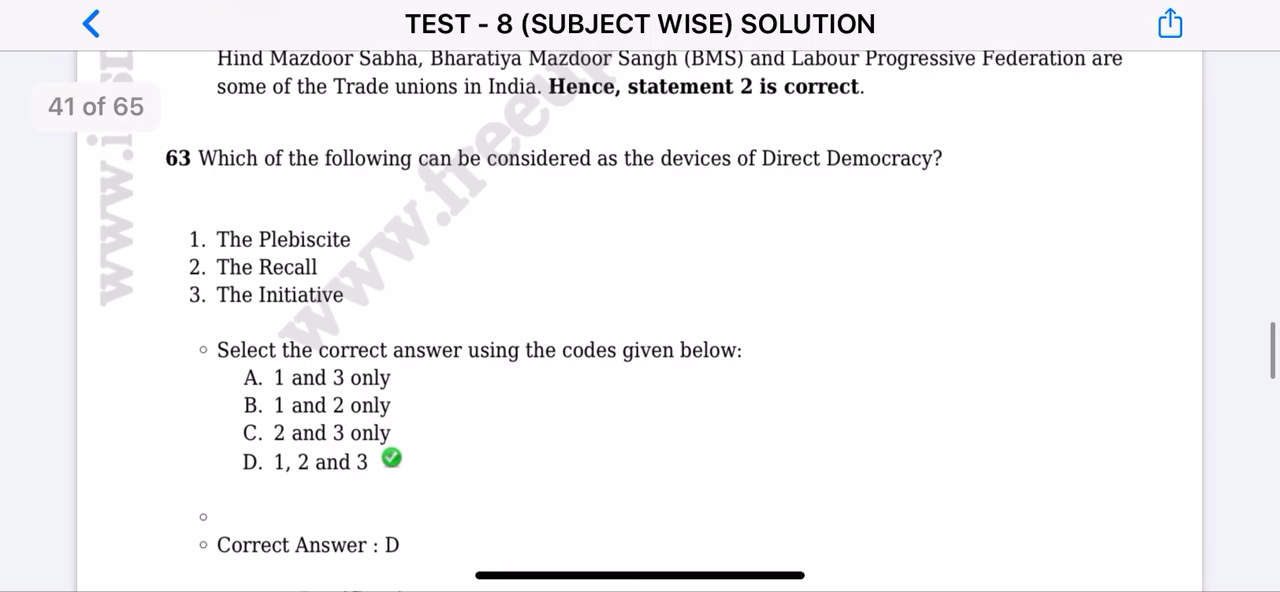 TEST - 8 (SUBJECT WISE) SOLUTION
Hind Mazdoor Sabha, Bharatiya Mazdoor Sangh (BMS) and Labour Progressive Federation are
41 of 65
some of the Trade unions in India. Hence, statement 2 is correct.
63 Which of the following can be considered as the devices of Direct Democracy?
1. The Plebiscite
2. The Recall
3. The Initiative
Select the correct answer using the codes given below:
A. 1 and 3 only
B. 1 and 2 only
C. 2 and 3 only
D. 1, 2 and 3
Correct Answer : D